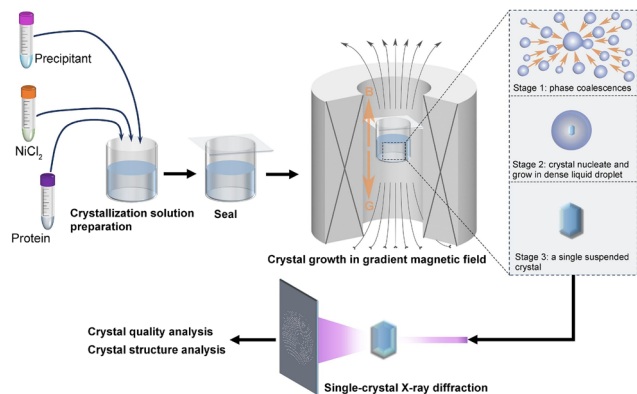 Precipitant
NiCl2
Protein
Crystallization solution
preparation
Seal
B
G
Crystal growth in gradient magnetic field
Stage 1: phase coalescences
Stage 2: crystal nucleate and
grow in dense liquid droplet
Stage 3: a single suspended
crystal
Crystal quality analysis
Crystal structure analysis
Single-crystal X-ray diffraction